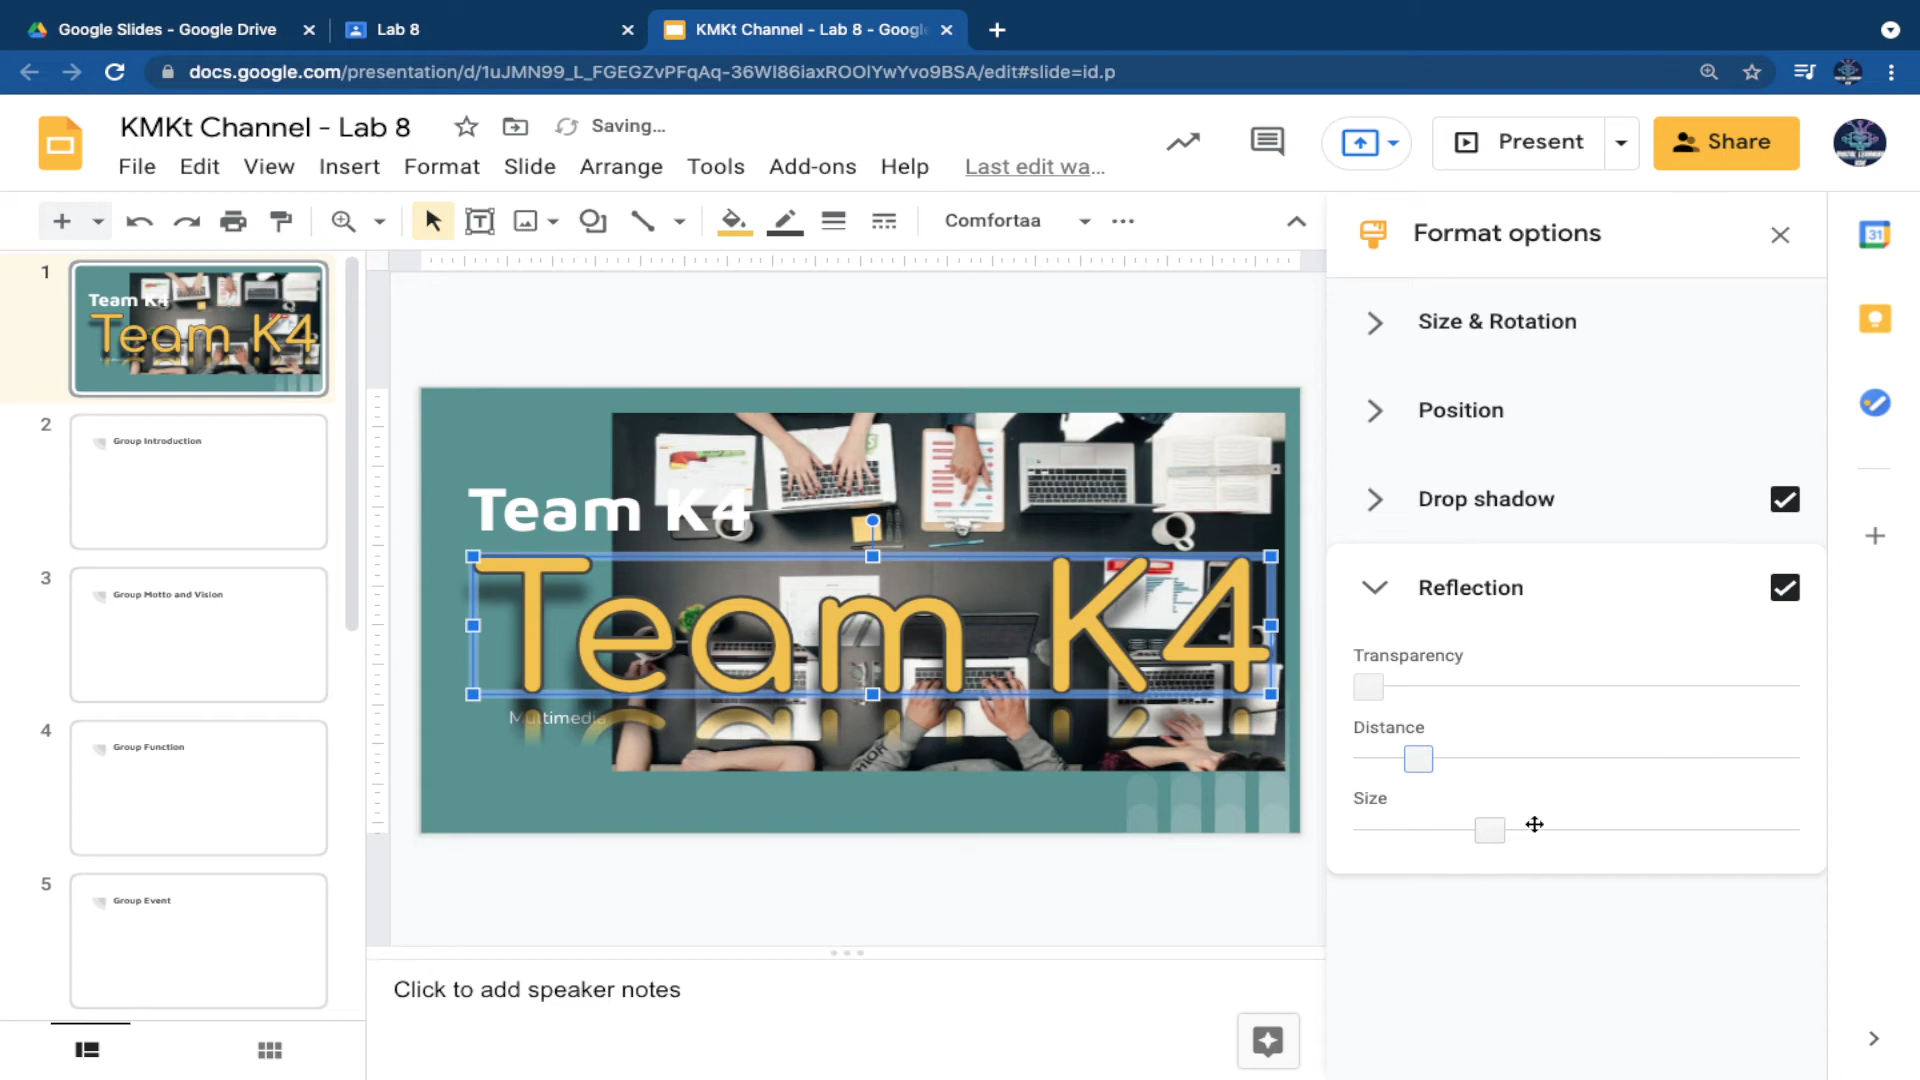 Google Slides - Google Drive
Lab 8
KMKt Channel - Lab 8 - Google
docs.google.com/presentation/d/1uJMN99_L_FGEGZvPFqAq-36Wl86iaxROOlYwYvo9BSA/edit#slide=id.p
KMKt Channel - Lab 8
Saving...
File Edit View Insert Format Slide Arrange Tools Add-ons Help Last edit wa...
Present
Share
Comfortaa
Format options
31
Size & Rotation
Position
Drop shadow
Reflection
Transparency
Distance
Size
1
Team K4
Team K4
2
Group Introduction
3
Group Motto and Vision
4
Group Function
5
Group Event
Team K4
Team K4
Multimedia
Click to add speaker notes